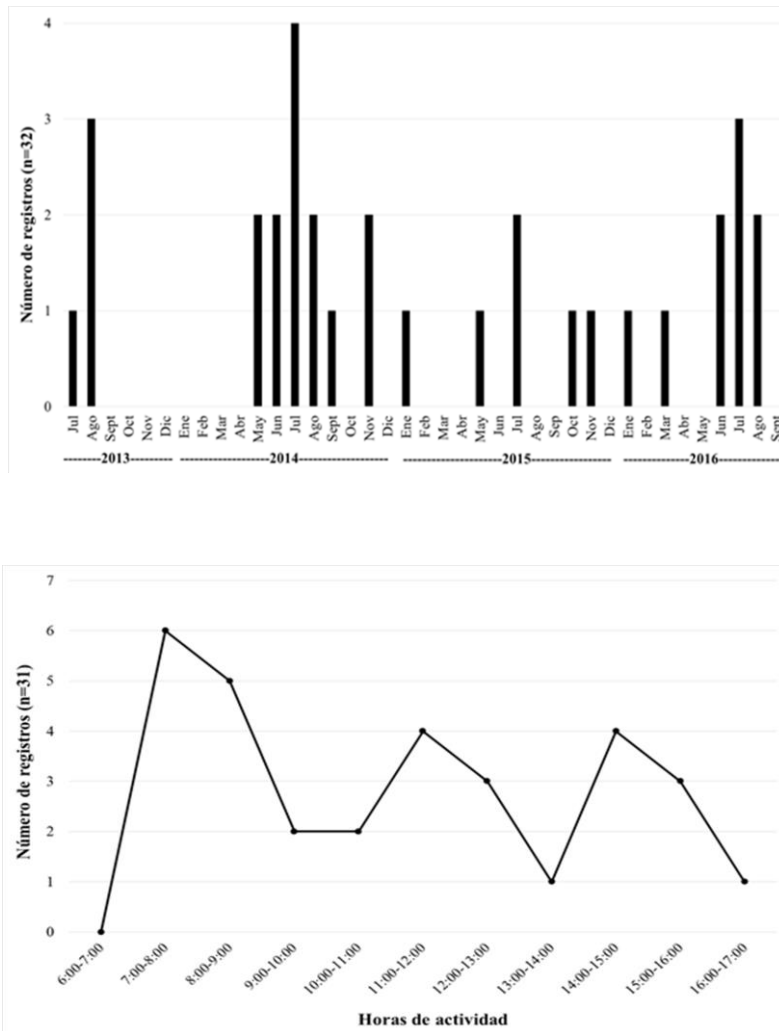 Número de registros (n=32)
4
3
2
1
0
Jul Ago Sept Oct Nov Dic Ene Feb Mar Abr May Jun Jul Ago Sept Oct Nov Dic Ene Feb Mar Abr May Jun Jul Ago Sep Oct Nov Dic Ene Feb Mar Abr May Jun Jul Ago Sept
--------2013--------- -----------2014--------------- ------------2015------------- ------------2016-----------
Número de registros (n=31)
7
6
5
4
3
2
1
0
6:00-7:00 7:00-8:00 8:00-9:00 9:00-10:00 10:00-11:00 11:00-12:00 12:00-13:00 13:00-14:00 14:00-15:00 15:00-16:00 16:00-17:00
Horas de actividad